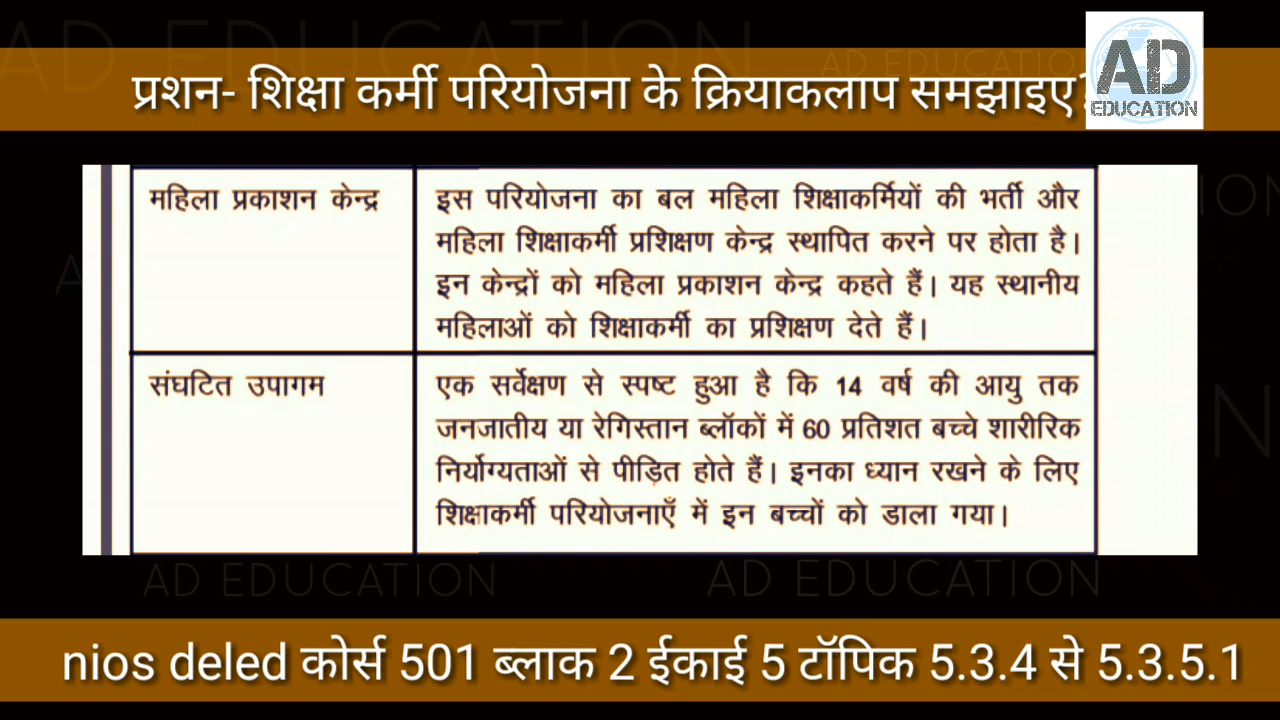 प्रशन- शिक्षा कर्मी परियोजना के क्रियाकलाप समझाइए?
AD
EDUCATION
महिला प्रकाशन केन्द्र
इस परियोजना का बल महिला शिक्षाकर्मियों की भर्ती और
महिला शिक्षाकर्मी प्रशिक्षण केन्द्र स्थापित करने पर होता है।
इन केन्द्रों को महिला प्रकाशन केन्द्र कहते हैं। यह स्थानीय
महिलाओं को शिक्षाकर्मी का प्रशिक्षण देते हैं।
संघटित उपागम
एक सर्वेक्षण से स्पष्ट हुआ है कि 14 वर्ष की आयु तक
जनजातीय या रेगिस्तान ब्लॉकों में 60 प्रतिशत बच्चे शारीरिक
निर्योग्यताओं से पीड़ित होते हैं। इनका ध्यान रखने के लिए
शिक्षाकर्मी परियोजनाएँ में इन बच्चों को डाला गया।
AD EDUCATION
AD EDUCATION
nios deled कोर्स 501 ब्लाक 2 ईकाई 5 टॉपिक 5.3.4 से 5.3.5.1